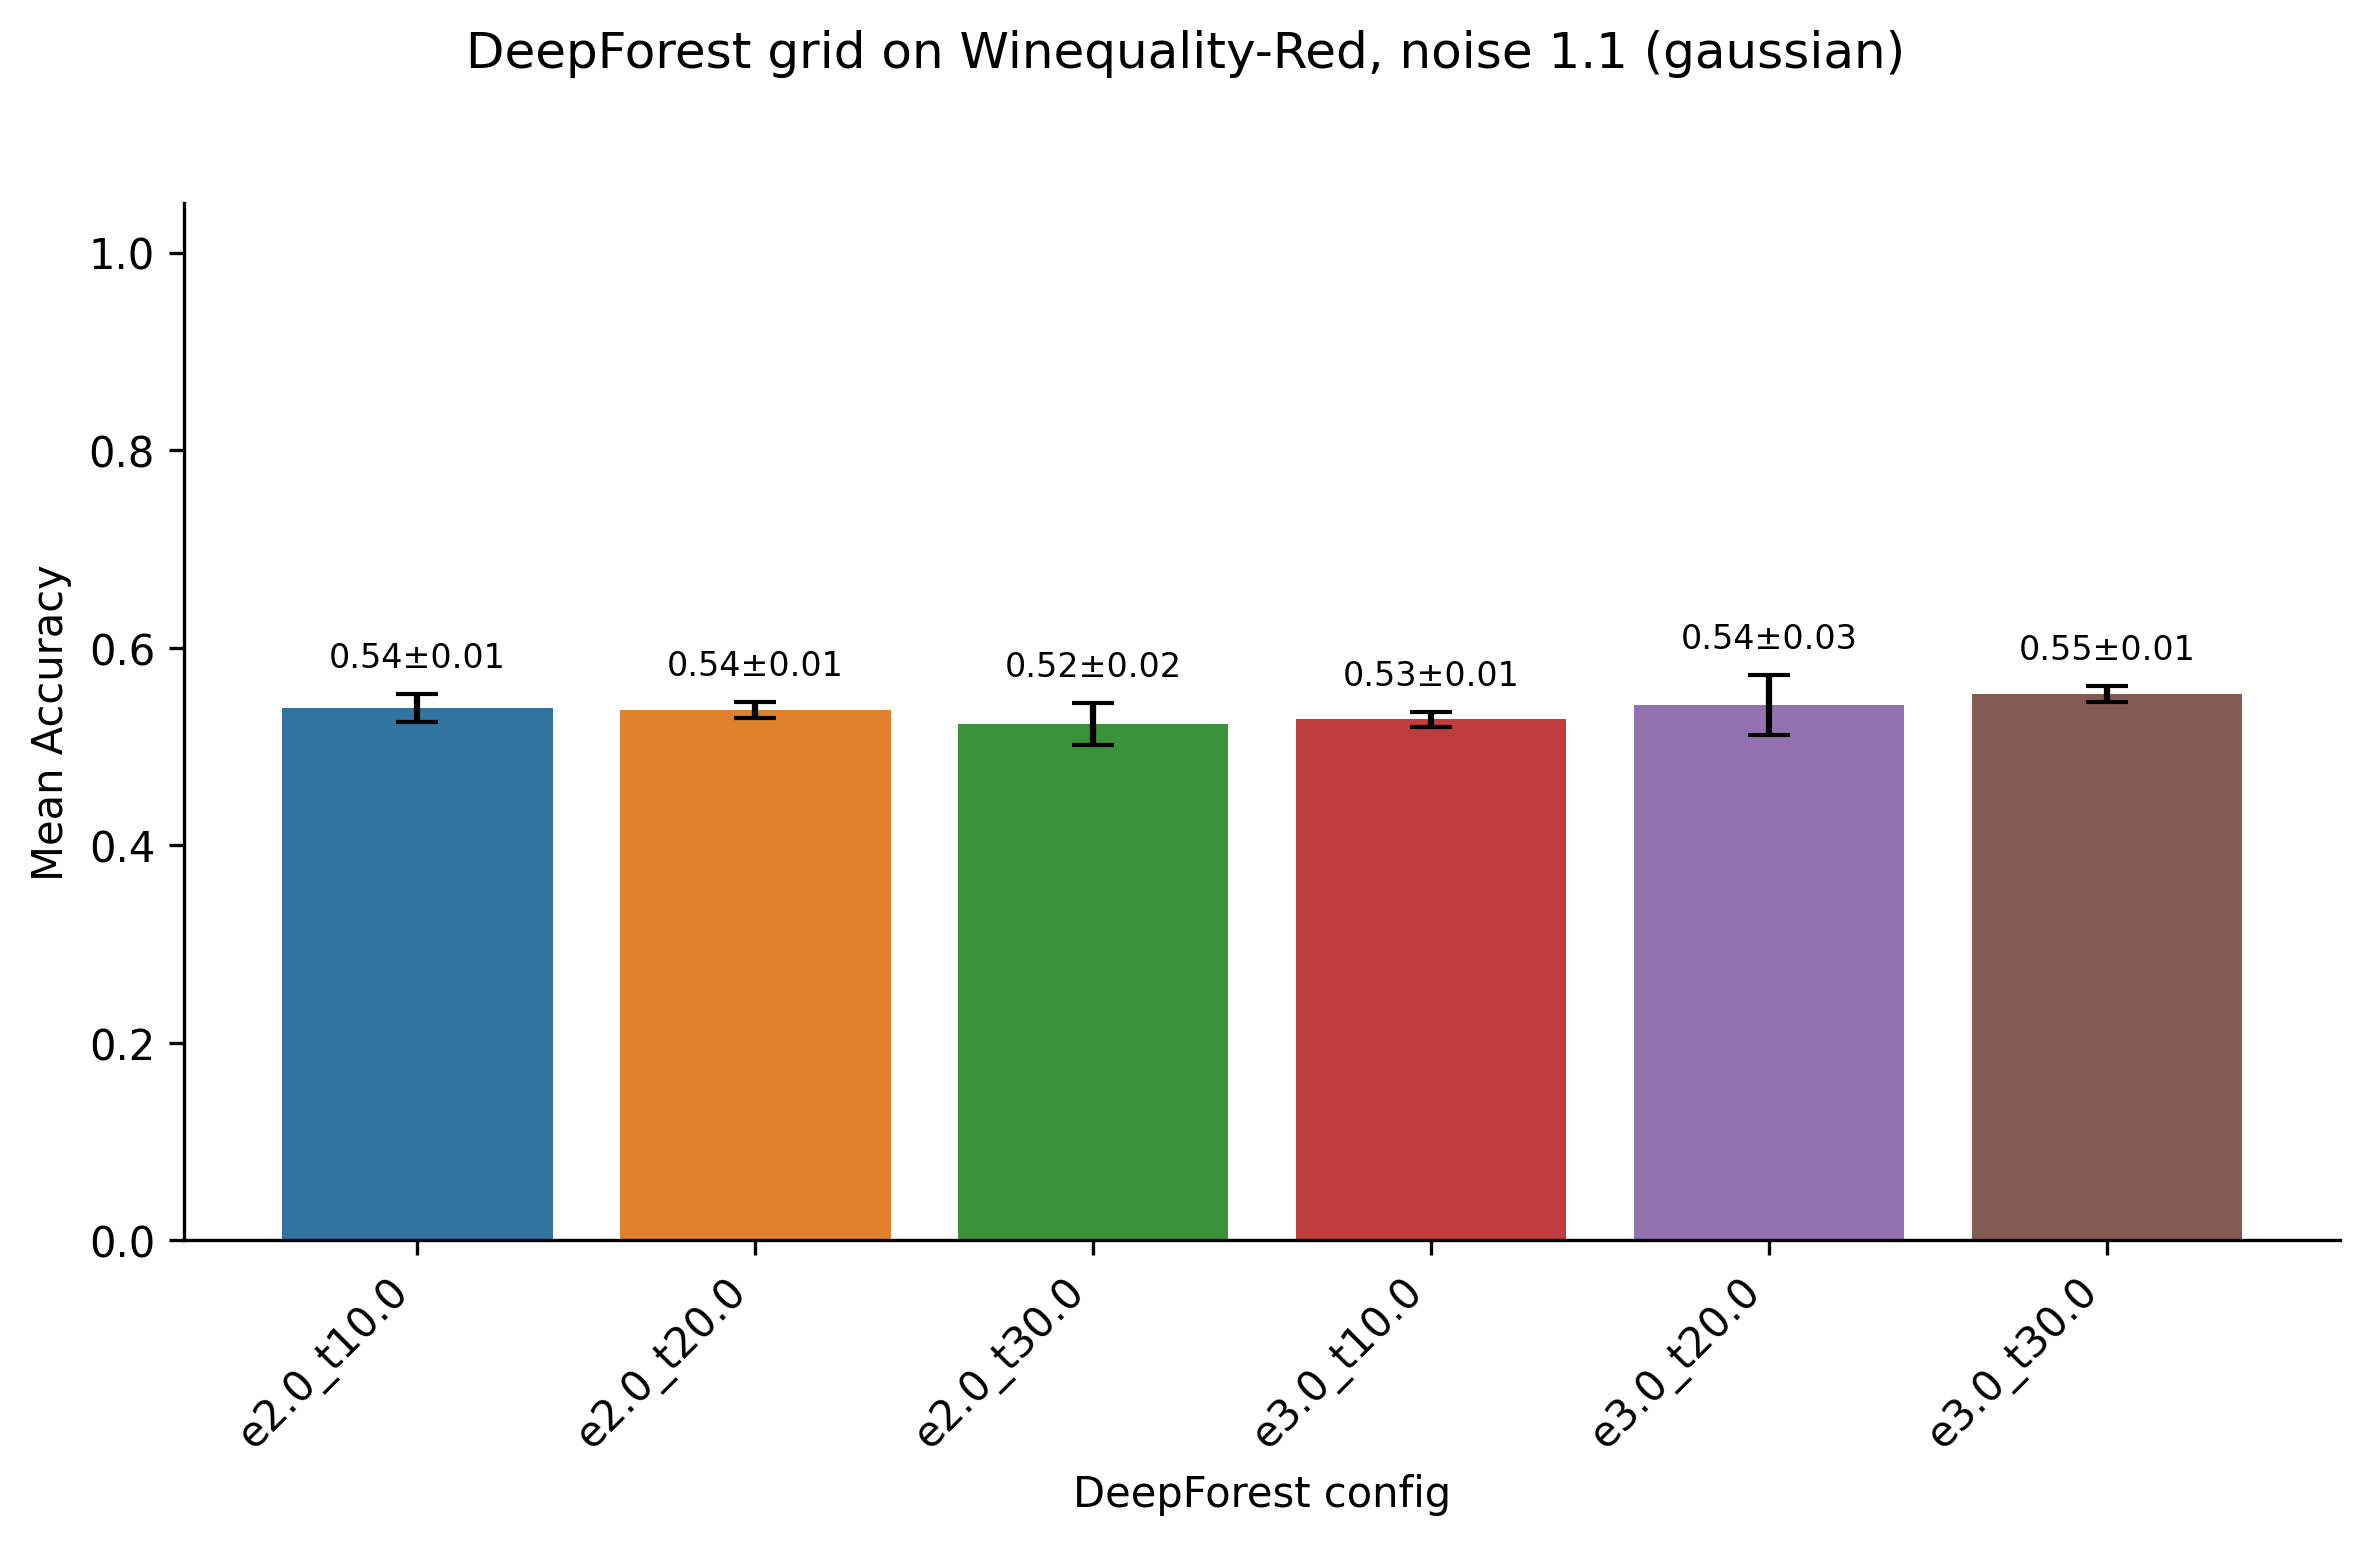 DeepForest grid on Winequality-Red, noise 1.1 (gaussian)
Mean Accuracy
1.0
0.8
0.6
0.4
0.2
0.0
0.54±0.01
0.54±0.01
0.52±0.02
0.53±0.01
0.54±0.03
0.55±0.01
e2.0_t10.0
e2.0_t20.0
e2.0_t30.0
e3.0_t10.0
e3.0_t20.0
e3.0_t30.0
DeepForest config